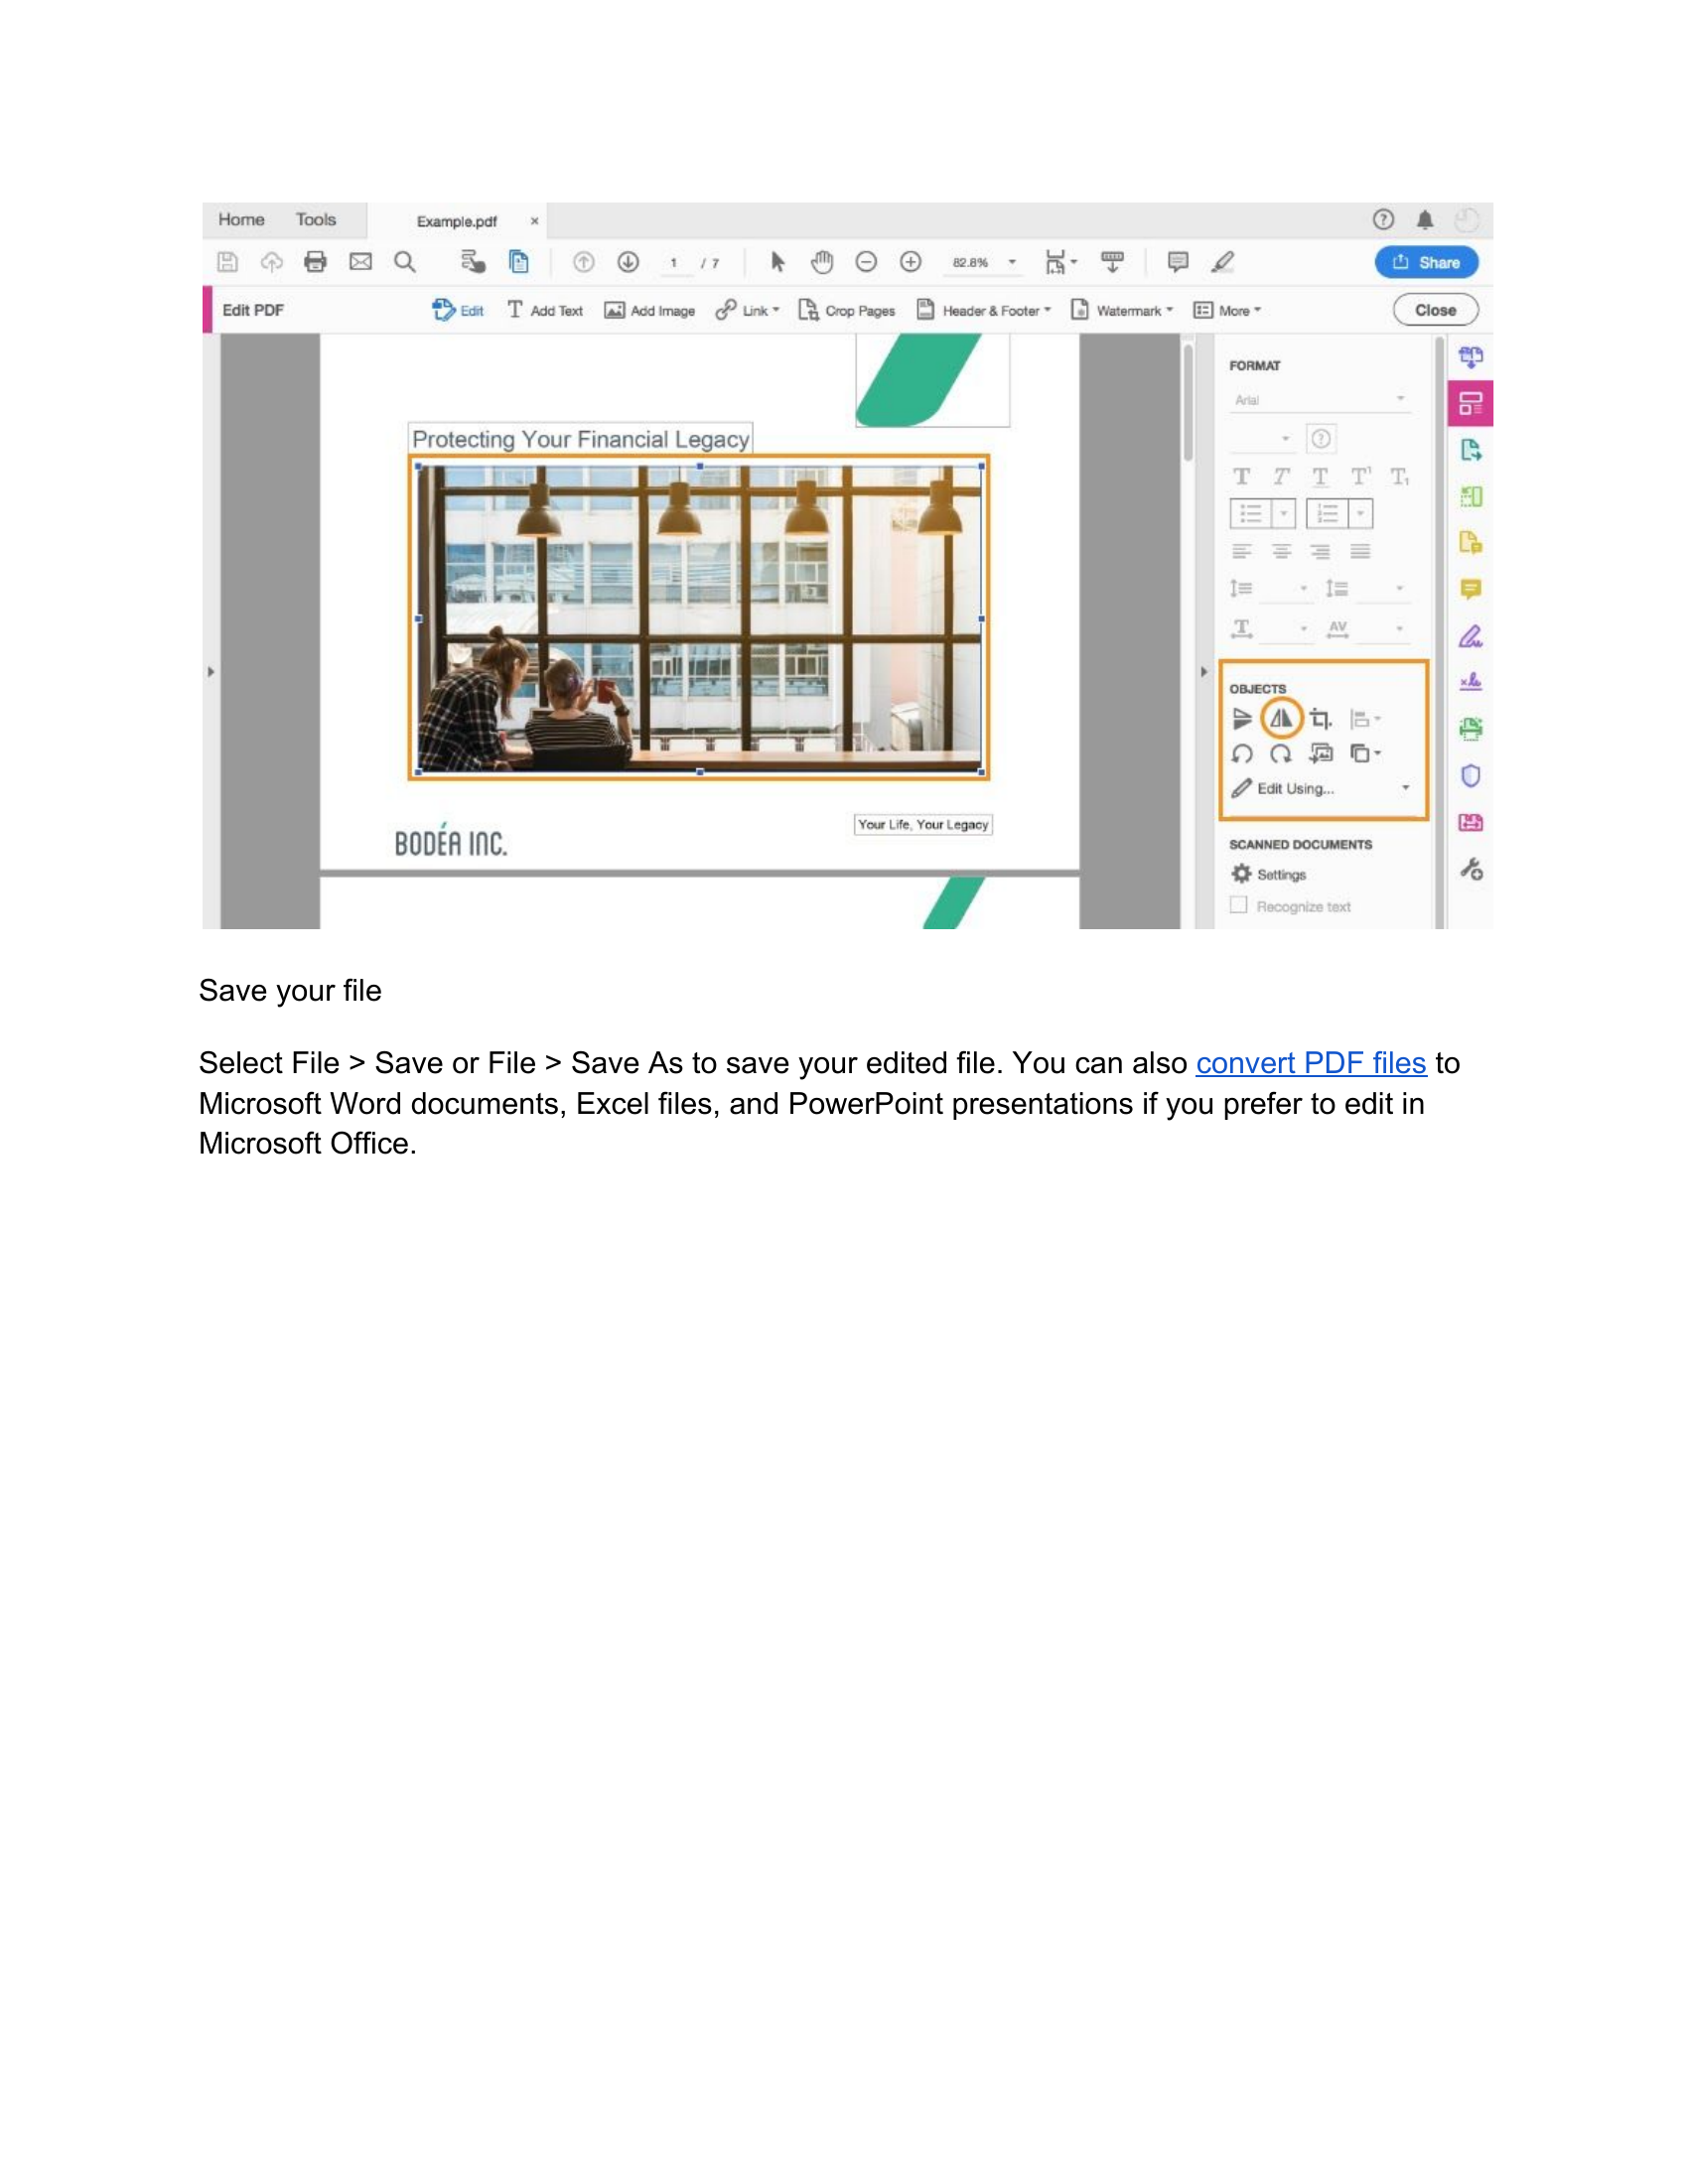 Home Tools Example.pdf ×
1 / 7 82.8% Share
Edit PDF Edit Add Text Add Image Link Crop Pages Header & Footer Watermark More Close
FORMAT
Arial
Protecting Your Financial Legacy
T T T T¹ T₁
T AV
OBJECTS
Edit Using...
Your Life, Your Legacy
BODÉA INC.
SCANNED DOCUMENTS
Settings
Recognize text
Save your file
Select File > Save or File > Save As to save your edited file. You can also convert PDF files to
Microsoft Word documents, Excel files, and PowerPoint presentations if you prefer to edit in
Microsoft Office.